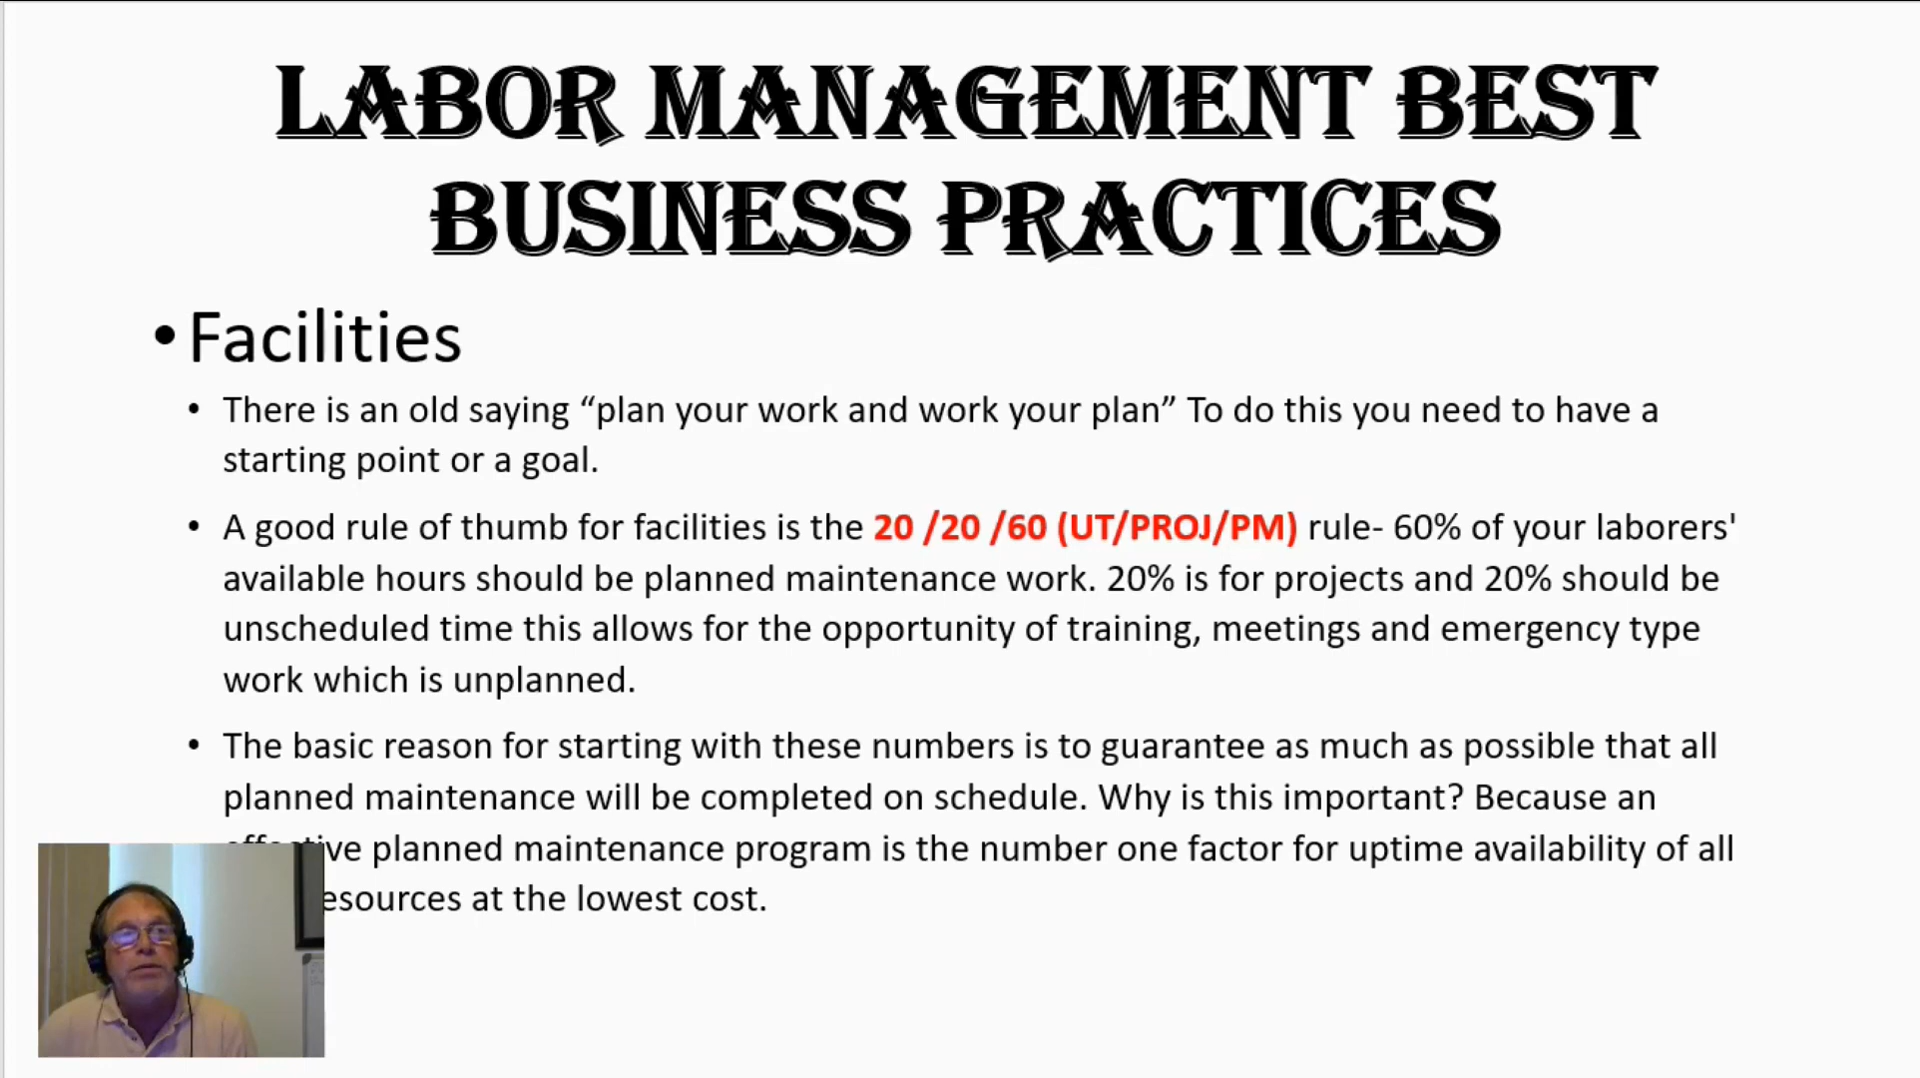 LABOR MANAGEMENT BEST
BUSINESS PRACTICES
• Facilities
• There is an old saying “plan your work and work your plan” To do this you need to have a
starting point or a goal.
• A good rule of thumb for facilities is the 20 /20 /60 (UT/PROJ/PM) rule- 60% of your laborers'
available hours should be planned maintenance work. 20% is for projects and 20% should be
unscheduled time this allows for the opportunity of training, meetings and emergency type
work which is unplanned.
• The basic reason for starting with these numbers is to guarantee as much as possible that all
planned maintenance will be completed on schedule. Why is this important? Because an
effective planned maintenance program is the number one factor for uptime availability of all
esources at the lowest cost.